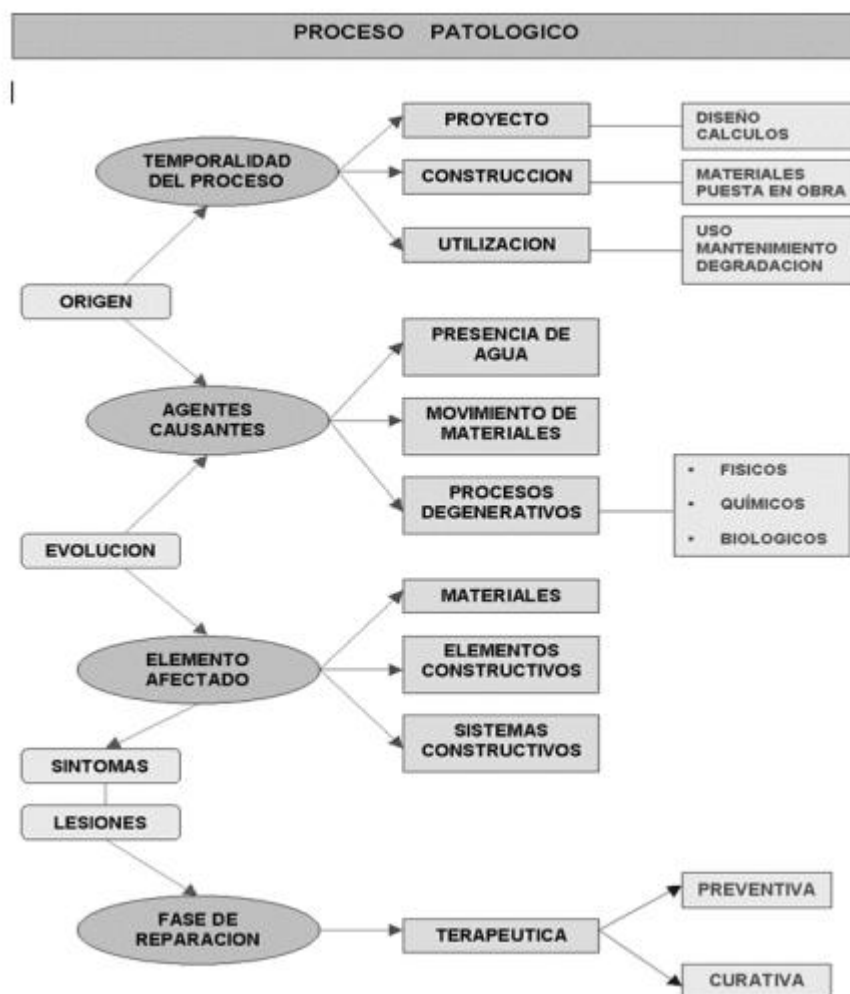 PROCESO PATOLOGICO
TEMPORALIDAD
DEL PROCESO
PROYECTO
DISEÑO
CALCULOS
CONSTRUCCION
MATERIALES
PUESTA EN OBRA
UTILIZACION
USO
MANTENIMIENTO
DEGRADACION
ORIGEN
AGENTES
CAUSANTES
PRESENCIA DE
AGUA
MOVIMIENTO DE
MATERIALES
PROCESOS
DEGENERATIVOS
• FISICOS
• QUÍMICOS
• BIOLOGICOS
EVOLUCION
ELEMENTO
AFECTADO
MATERIALES
ELEMENTOS
CONSTRUCTIVOS
SISTEMAS
CONSTRUCTIVOS
SINTOMAS
LESIONES
FASE DE
REPARACION
TERAPEUTICA
PREVENTIVA
CURATIVA